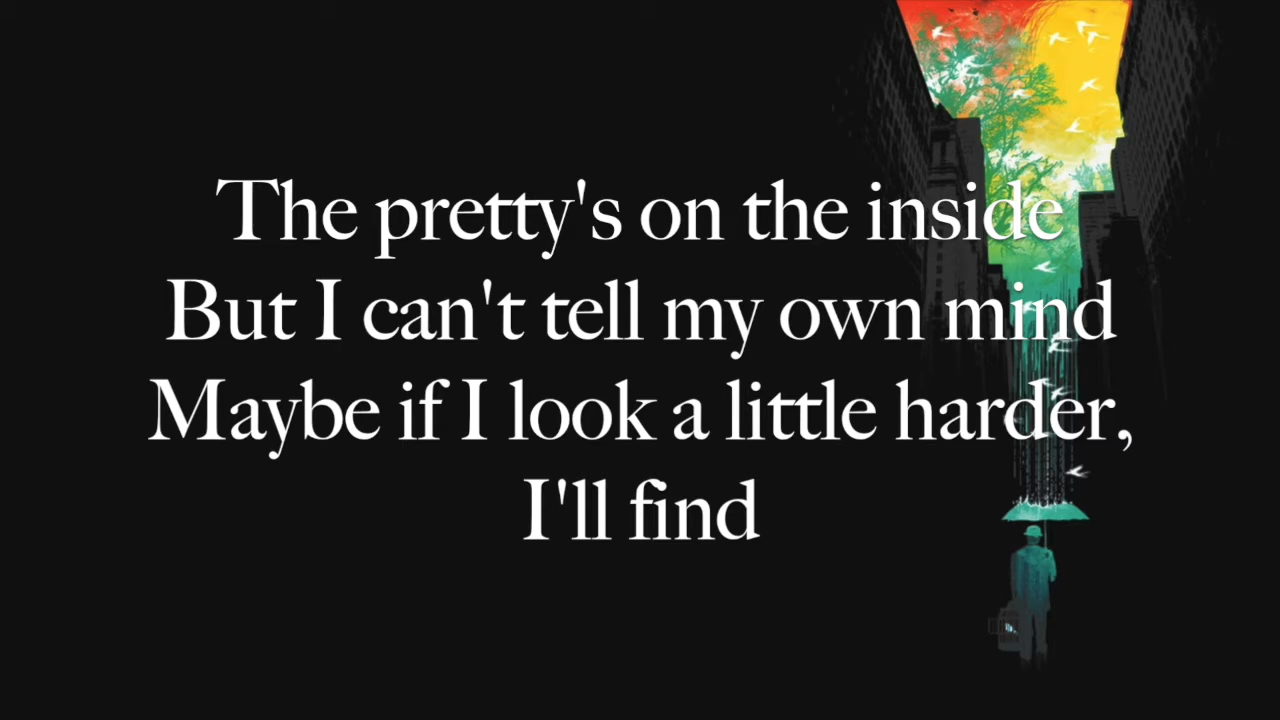 The pretty's on the inside
But I can't tell my own mind
Maybe if I look a little harder,
I'll find